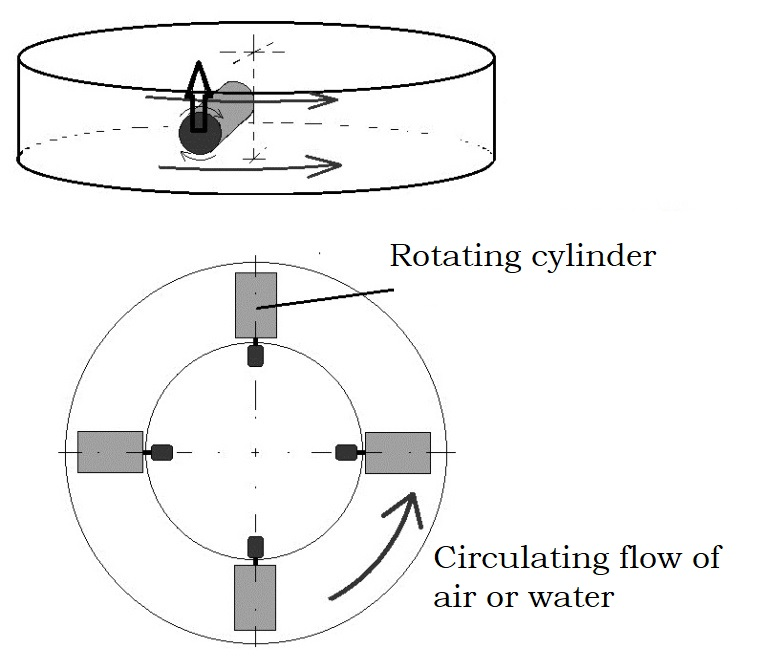 Rotating cylinder
Circulating flow of
air or water